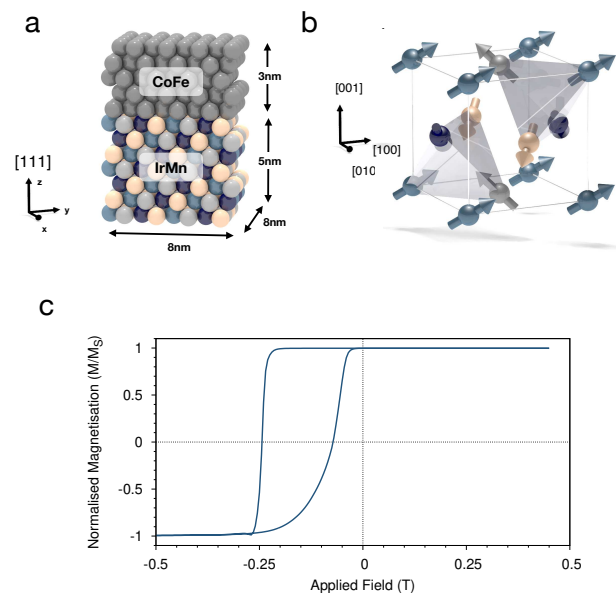 a
CoFe
3nm
IrMn
5nm
8nm
8nm
[111]
z
y
x
b
[001]
[100]
[010
c
Normalised Magnetisation (M/MS)
1
0.5
0
-0.5
-1
-0.5
-0.25
0
0.25
0.5
Applied Field (T)